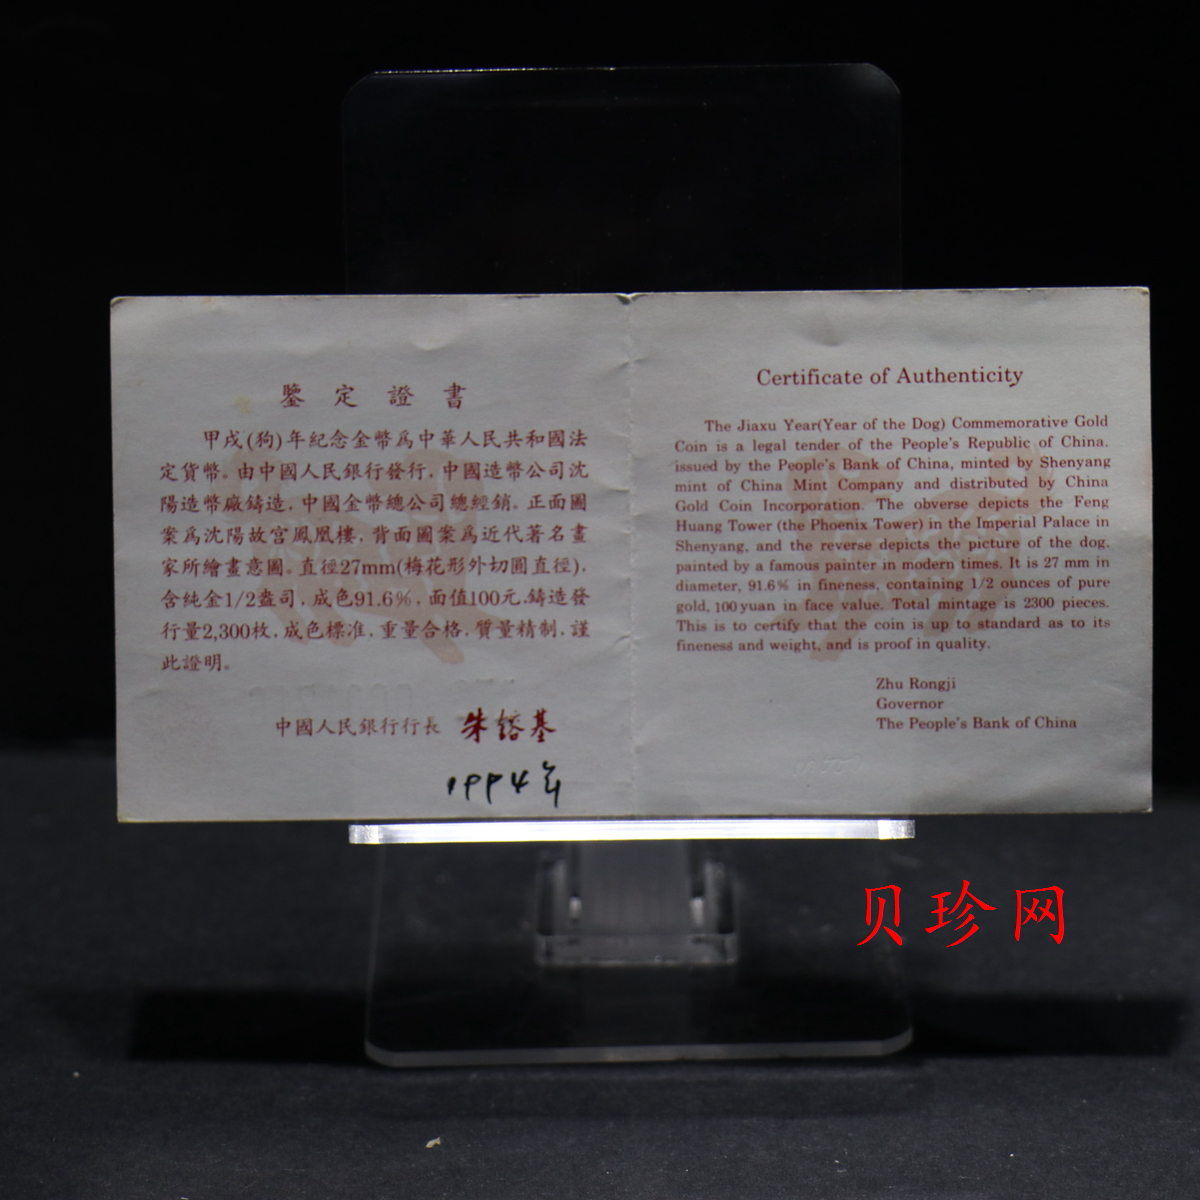 鑒定證書
甲戌(狗)年紀念金幣爲中華人民共和國法
定貨幣。由中國人民銀行發行,中國造幣公司沈
陽造幣廠鑄造,中國金幣總公司總經銷。正面圖
案爲沈陽故宮鳳凰樓,背面圖案爲近代著名畫
家所繪畫意圖。直徑27mm(梅花形外切圓直徑),
含純金1/2盎司,成色91.6%,面值100元.鑄造發
行量2,300枚,成色標准,重量合格,質量精制,謹
此證明。
中國人民銀行行長 朱鎔基
1994年
Certificate of Authenticity
The Jiaxu Year(Year of the Dog) Commemorative Gold
Coin is a legal tender of the People's Republic of China.
issued by the People's Bank of China, minted by Shenyang
mint of China Mint Company and distributed by China
Gold Coin Incorporation. The obverse depicts the Feng
Huang Tower (the Phoenix Tower) in the Imperial Palace in
Shenyang, and the reverse depicts the picture of the dog,
painted by a famous painter in modern times. It is 27 mm in
diameter, 91.6% in fineness, containing 1/2 ounces of pure
gold, 100 yuan in face value. Total mintage is 2300 pieces.
This is to certify that the coin is up to standard as to its
fineness and weight, and is proof in quality.
Zhu Rongji
Governor
The People's Bank of China
贝珍网